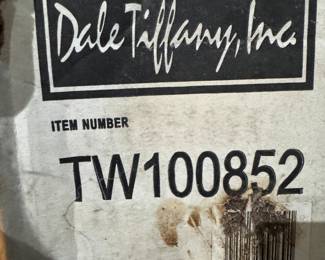 Dale Tiffany, Inc.
ITEM NUMBER
TW100852